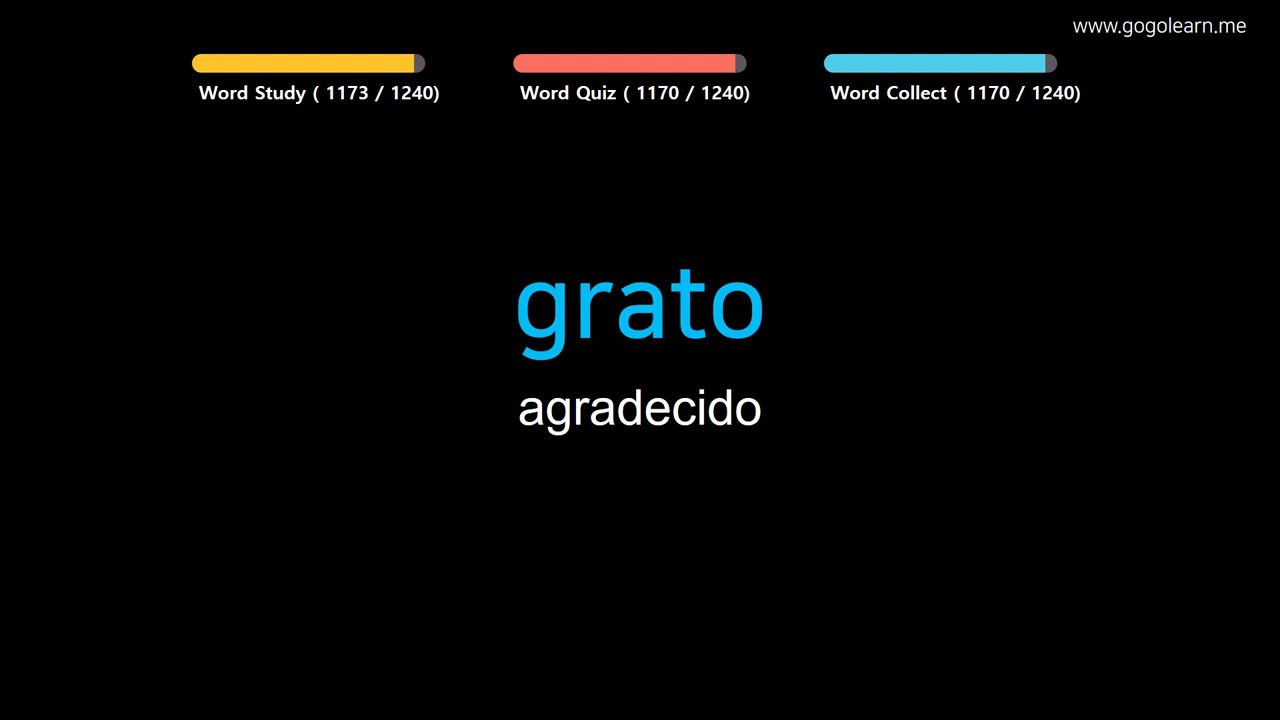 www.gogolearn.me
Word Study ( 1173 / 1240)
Word Quiz ( 1170 / 1240)
Word Collect ( 1170 / 1240)
grato
agradecido